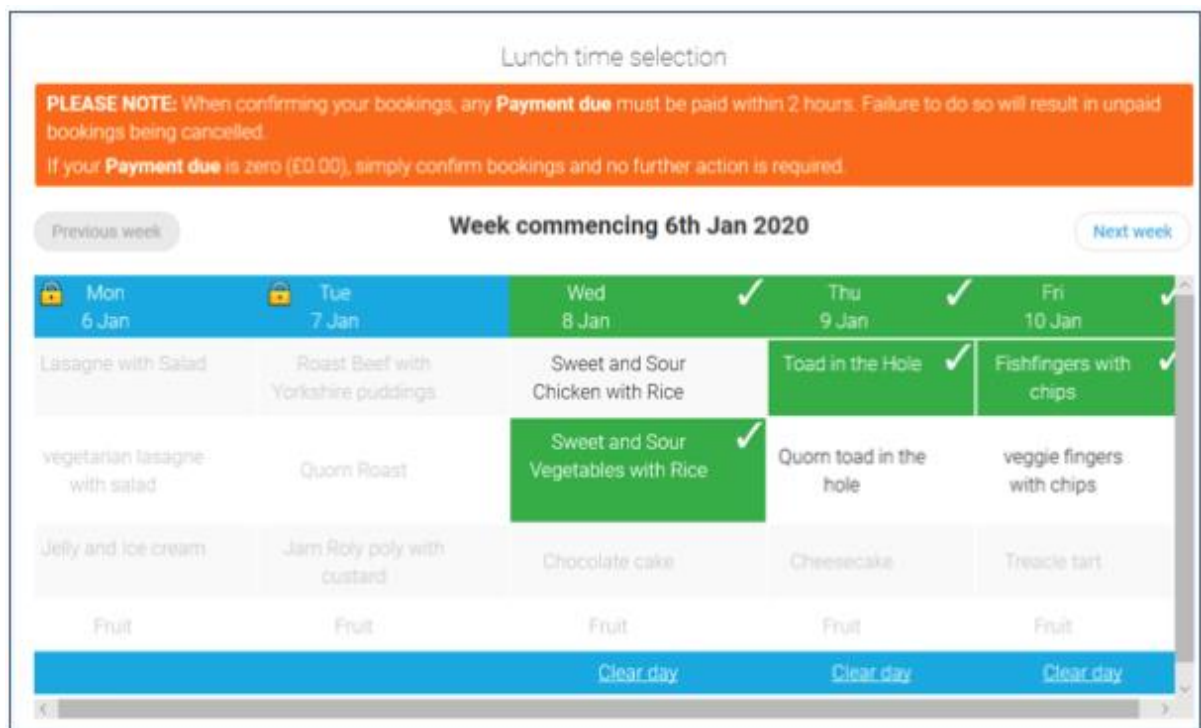 Lunch time selection
PLEASE NOTE: When confirming your bookings, any Payment due must be paid within 2 hours. Failure to do so will result in unpaid
bookings being cancelled.
If your Payment due is zero (£0.00), simply confirm bookings and no further action is required.
Previous week
Week commencing 6th Jan 2020
Next week
Mon
6 Jan
Tue
7 Jan
Wed
8 Jan
Thu
9 Jan
Fri
10 Jan
Lasagne with Salad
Roast Beef with
Yorkshire puddings
Sweet and Sour
Chicken with Rice
Toad in the Hole
Fishfingers with
chips
vegetarian lasagne
with salad
Quorn Roast
Sweet and Sour
Vegetables with Rice
Quorn toad in the
hole
veggie fingers
with chips
Jelly and ice cream
Jam Roly poly with
custard
Chocolate cake
Cheesecake
Treacle tart
Fruit
Fruit
Fruit
Fruit
Fruit
Clear day
Clear day
Clear day